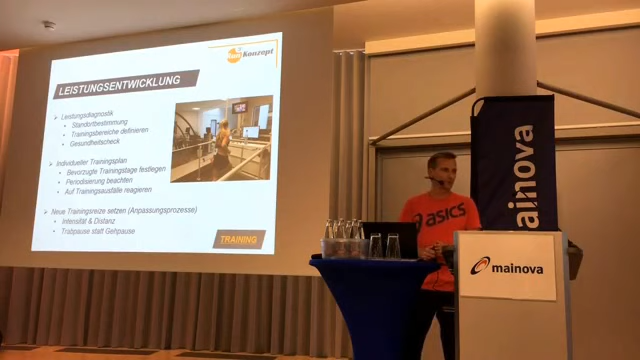 Konzept
LEISTUNGSENTWICKLUNG
Leistungsdiagnostik
Standortbestimmung
Trainingsbereiche definieren
Gesundheitscheck
Individueller Trainingsplan
Bevorzugte Trainingstage festlegen
Periodisierung beachten
Auf Trainingsausfälle reagieren
Neue Trainingsreize setzen (Anpassungsprozesse)
Intensität & Distanz
Trabpause statt Gehpause
TRAINING
asics
ainova
mainova